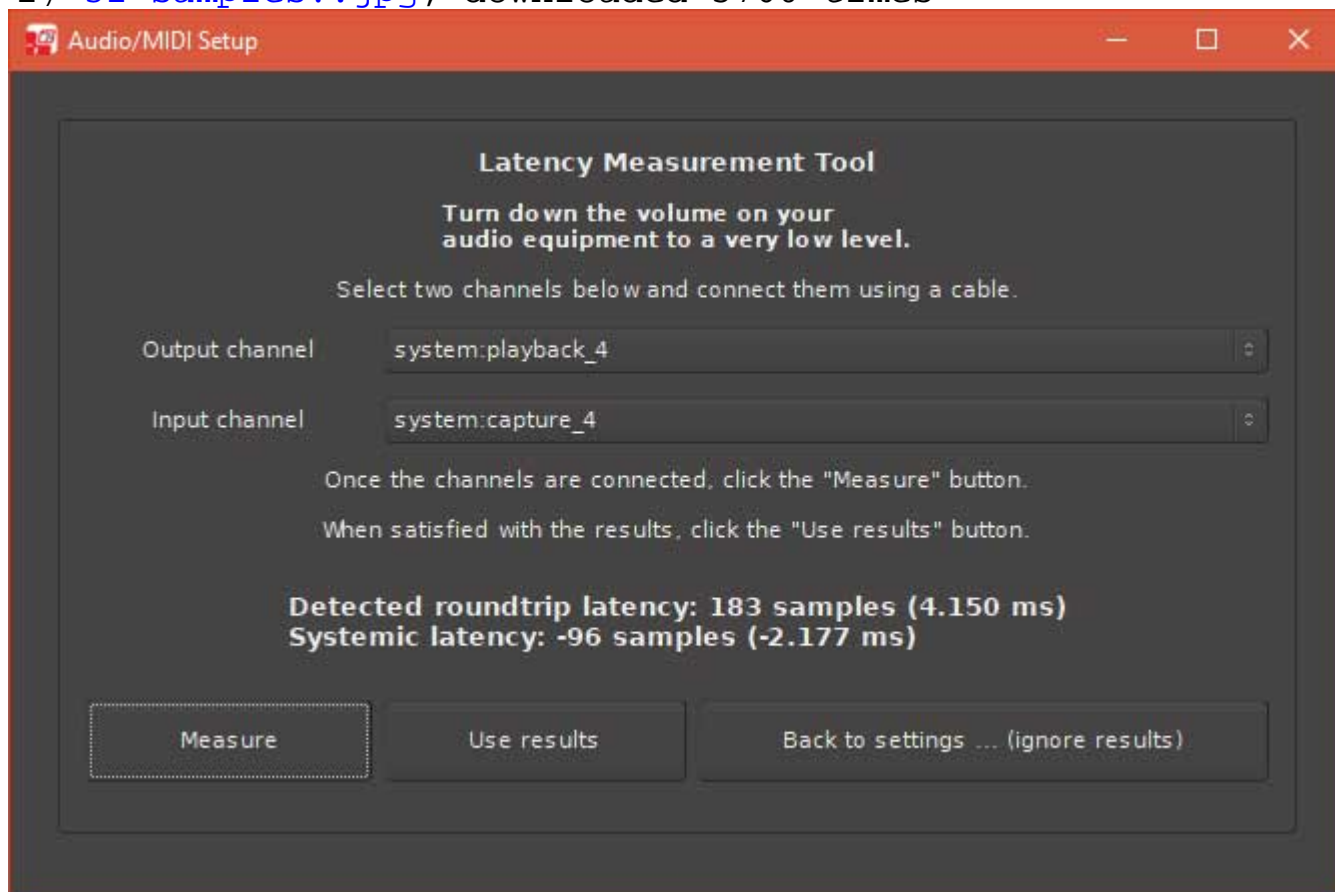 Audio/MIDI Setup
Latency Measurement Tool
Turn down the volume on your
audio equipment to a very low level.
Select two channels below and connect them using a cable.
Output channel system:playback_4
Input channel system:capture_4
Once the channels are connected, click the "Measure" button.
When satisfied with the results, click the "Use results" button.
Detected roundtrip latency: 183 samples (4.150 ms)
Systemic latency: -96 samples (-2.177 ms)
Measure Use results Back to settings ... (ignore results)